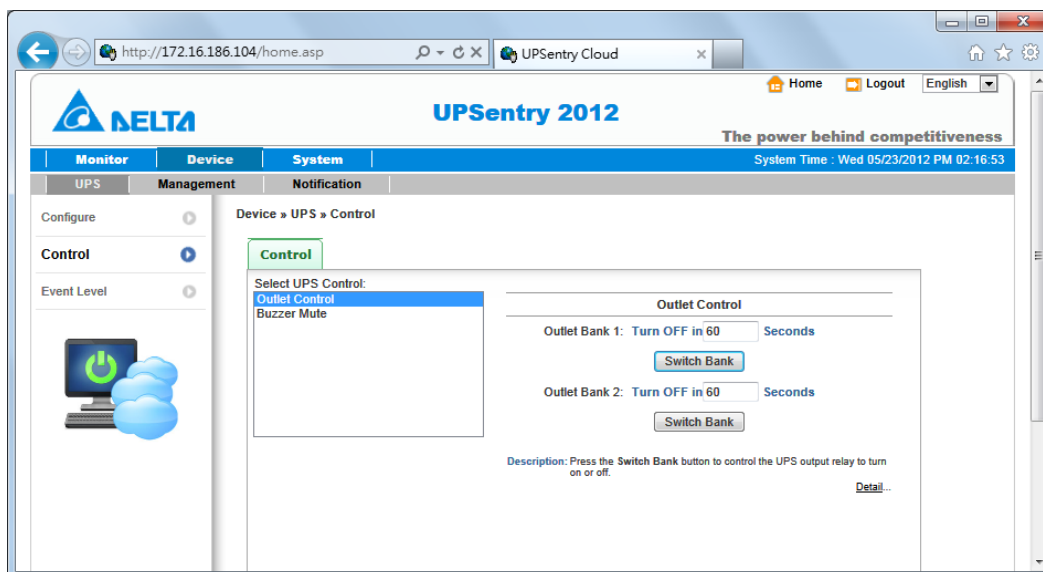 http://172.16.186.104/home.asp
UPSentry Cloud
Home
Logout
English
DELTA
UPSentry 2012
The power behind competitiveness
Monitor
Device
System
System Time : Wed 05/23/2012 PM 02:16:53
UPS
Management
Notification
Configure
Control
Event Level
Device » UPS » Control
Control
Select UPS Control:
Outlet Control
Buzzer Mute
Outlet Control
Outlet Bank 1: Turn OFF in 60 Seconds
Switch Bank
Outlet Bank 2: Turn OFF in 60 Seconds
Switch Bank
Description: Press the Switch Bank button to control the UPS output relay to turn
on or off.
Detail...